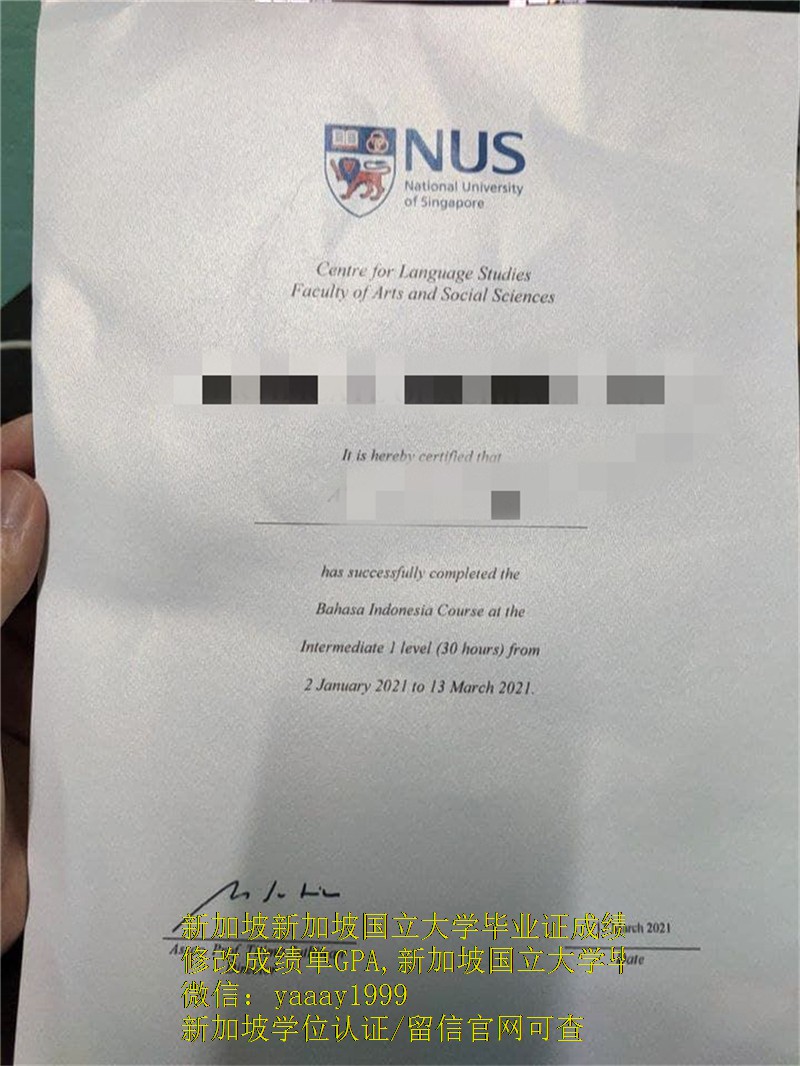 NUS
National University
of Singapore
Centre for Language Studies
Faculty of Arts and Social Sciences
It is hereby certified that
has successfully completed the
Bahasa Indonesia Course at the
Intermediate 1 level (30 hours) from
2 January 2021 to 13 March 2021.
新加坡新加坡国立大学毕业证成绩
March 2021
修改成绩单GPA,新加坡国立大学毕
Date
微信：yaaay1999
新加坡学位认证/留信官网可查